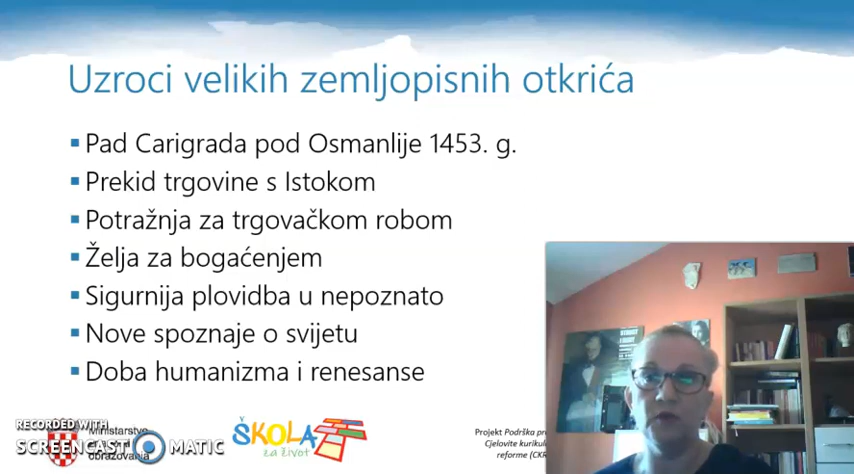 Uzroci velikih zemljopisnih otkrića
Pad Carigrada pod Osmanlije 1453. g.
Prekid trgovine s Istokom
Potražnja za trgovačkom robom
Želja za bogaćenjem
Sigurnija plovidba u nepoznato
Nove spoznaje o svijetu
Doba humanizma i renesanse
RECORDED WITH
SCREENCAST MATIC
Ministarstvo
obrazovanja
ŠKOLA
za život
Projekt Podrška
Cjelovite
reforme (CKR